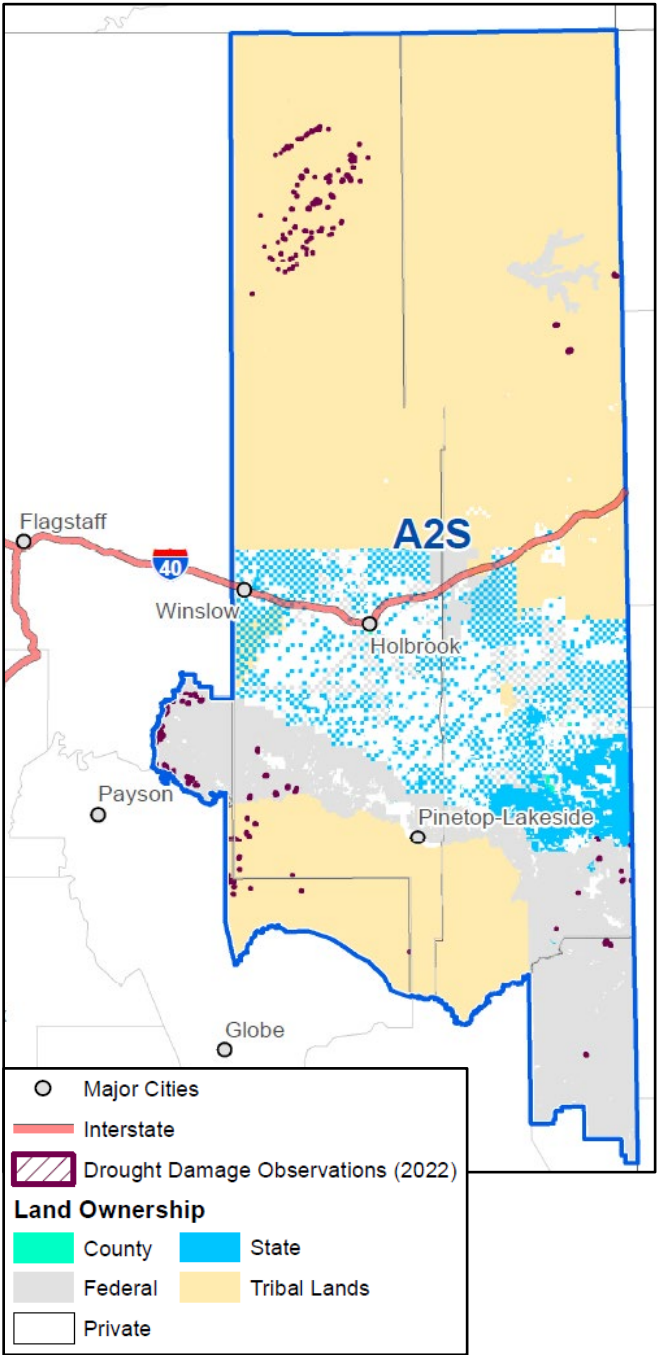 A2S
Flagstaff
40
Winslow
Holbrook
Payson
Pinetop-Lakeside
Globe
Major Cities
Interstate
Drought Damage Observations (2022)
Land Ownership
County
State
Federal
Tribal Lands
Private